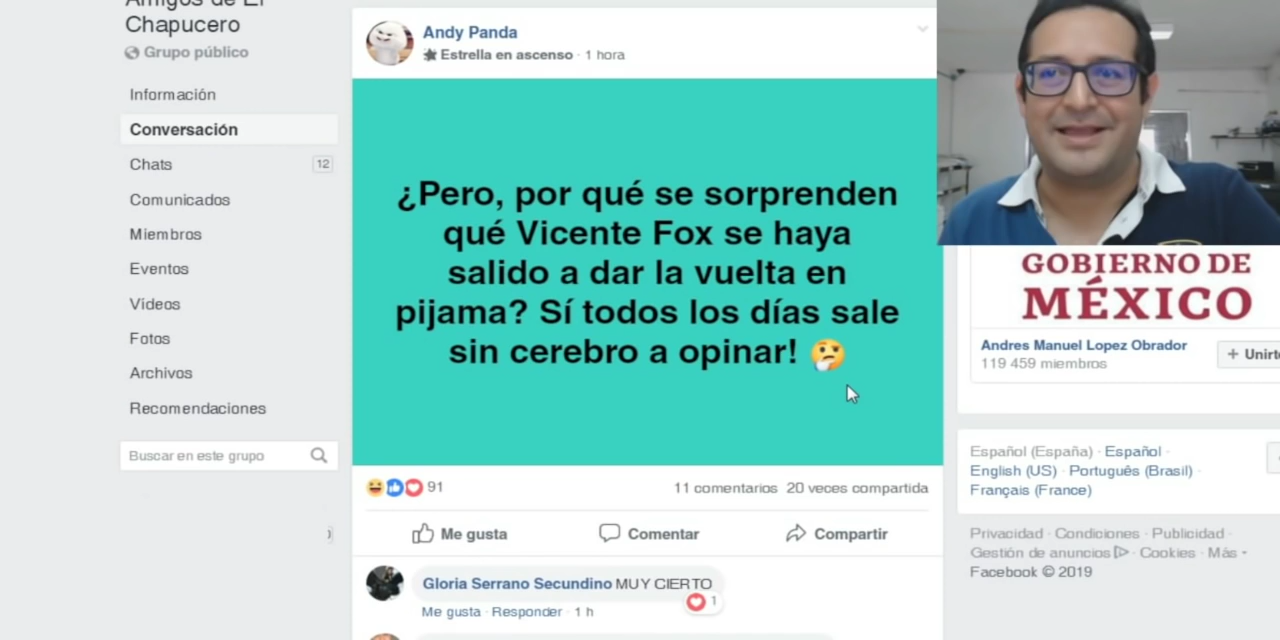 Amigos de El
Chapucero
Grupo público
Información
Conversación
Chats 12
Comunicados
Miembros
Eventos
Vídeos
Fotos
Archivos
Recomendaciones
Buscar en este grupo
Andy Panda
Estrella en ascenso · 1 hora
¿Pero, por qué se sorprenden
qué Vicente Fox se haya
salido a dar la vuelta en
pijama? Sí todos los días sale
sin cerebro a opinar!
91
11 comentarios 20 veces compartida
Me gusta Comentar Compartir
Gloria Serrano Secundino MUY CIERTO
1
Me gusta · Responder · 1 h
GOBIERNO DE
MÉXICO
Andres Manuel Lopez Obrador
119 459 miembros
+ Unirte
Español (España) · Español ·
English (US) · Português (Brasil) ·
Français (France)
Privacidad · Condiciones · Publicidad ·
Gestión de anuncios · Cookies · Más
Facebook © 2019